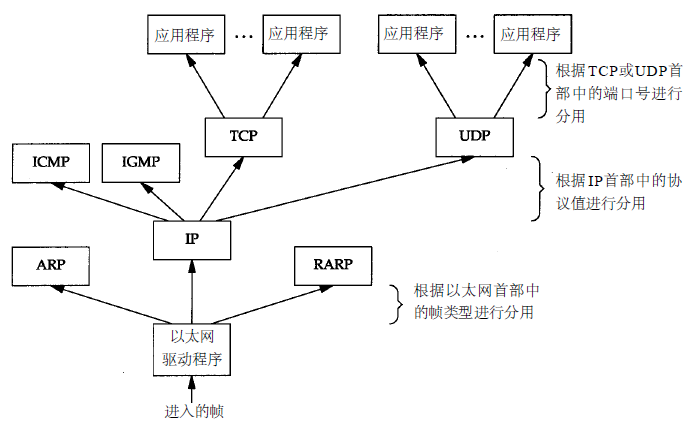 应用程序 ··· 应用程序 应用程序 ··· 应用程序
根据TCP或UDP首
部中的端口号进行
分用
TCP
UDP
ICMP
IGMP
根据IP首部中的协
议值进行分用
IP
ARP
RARP
根据以太网首部中
的帧类型进行分用
以太网
驱动程序
进入的帧